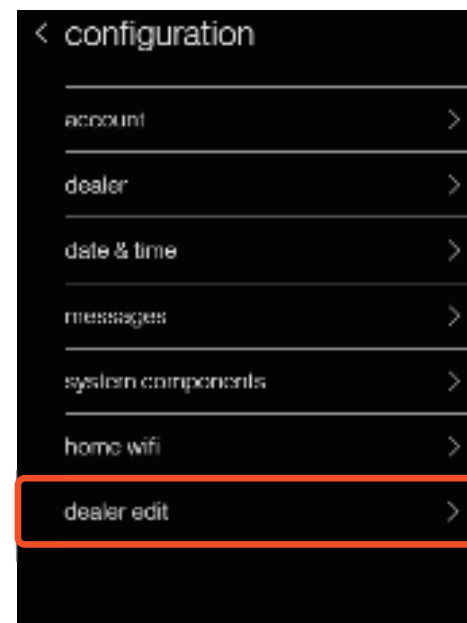 configuration
account
dealer
date & time
messages
system components
home wifi
dealer edit